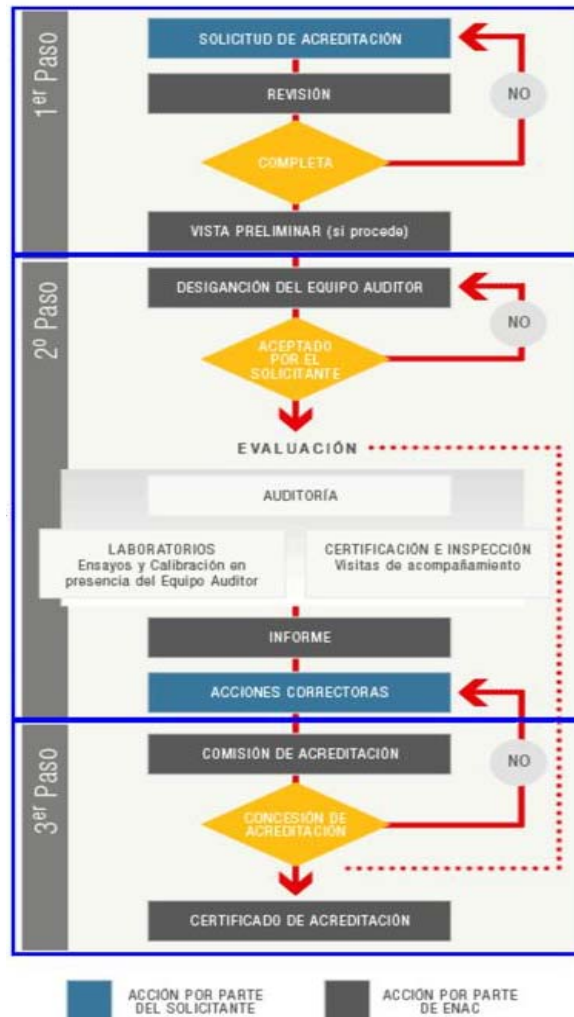 1er Paso
SOLICITUD DE ACREDITACIÓN
NO
REVISIÓN
COMPLETA
VISTA PRELIMINAR (si procede)
2º Paso
DESIGANCIÓN DEL EQUIPO AUDITOR
NO
ACEPTADO
POR EL
SOLICITANTE
EVALUACIÓN
AUDITORÍA
LABORATORIOS
Ensayos y Calibración en
presencia del Equipo Auditor
CERTIFICACIÓN E INSPECCIÓN
Visitas de acompañamiento
INFORME
ACCIONES CORRECTORAS
3er Paso
COMISIÓN DE ACREDITACIÓN
NO
CONCESIÓN DE
ACREDITACIÓN
CERTIFICADO DE ACREDITACIÓN
ACCIÓN POR PARTE
DEL SOLICITANTE
ACCIÓN POR PARTE
DE ENAC